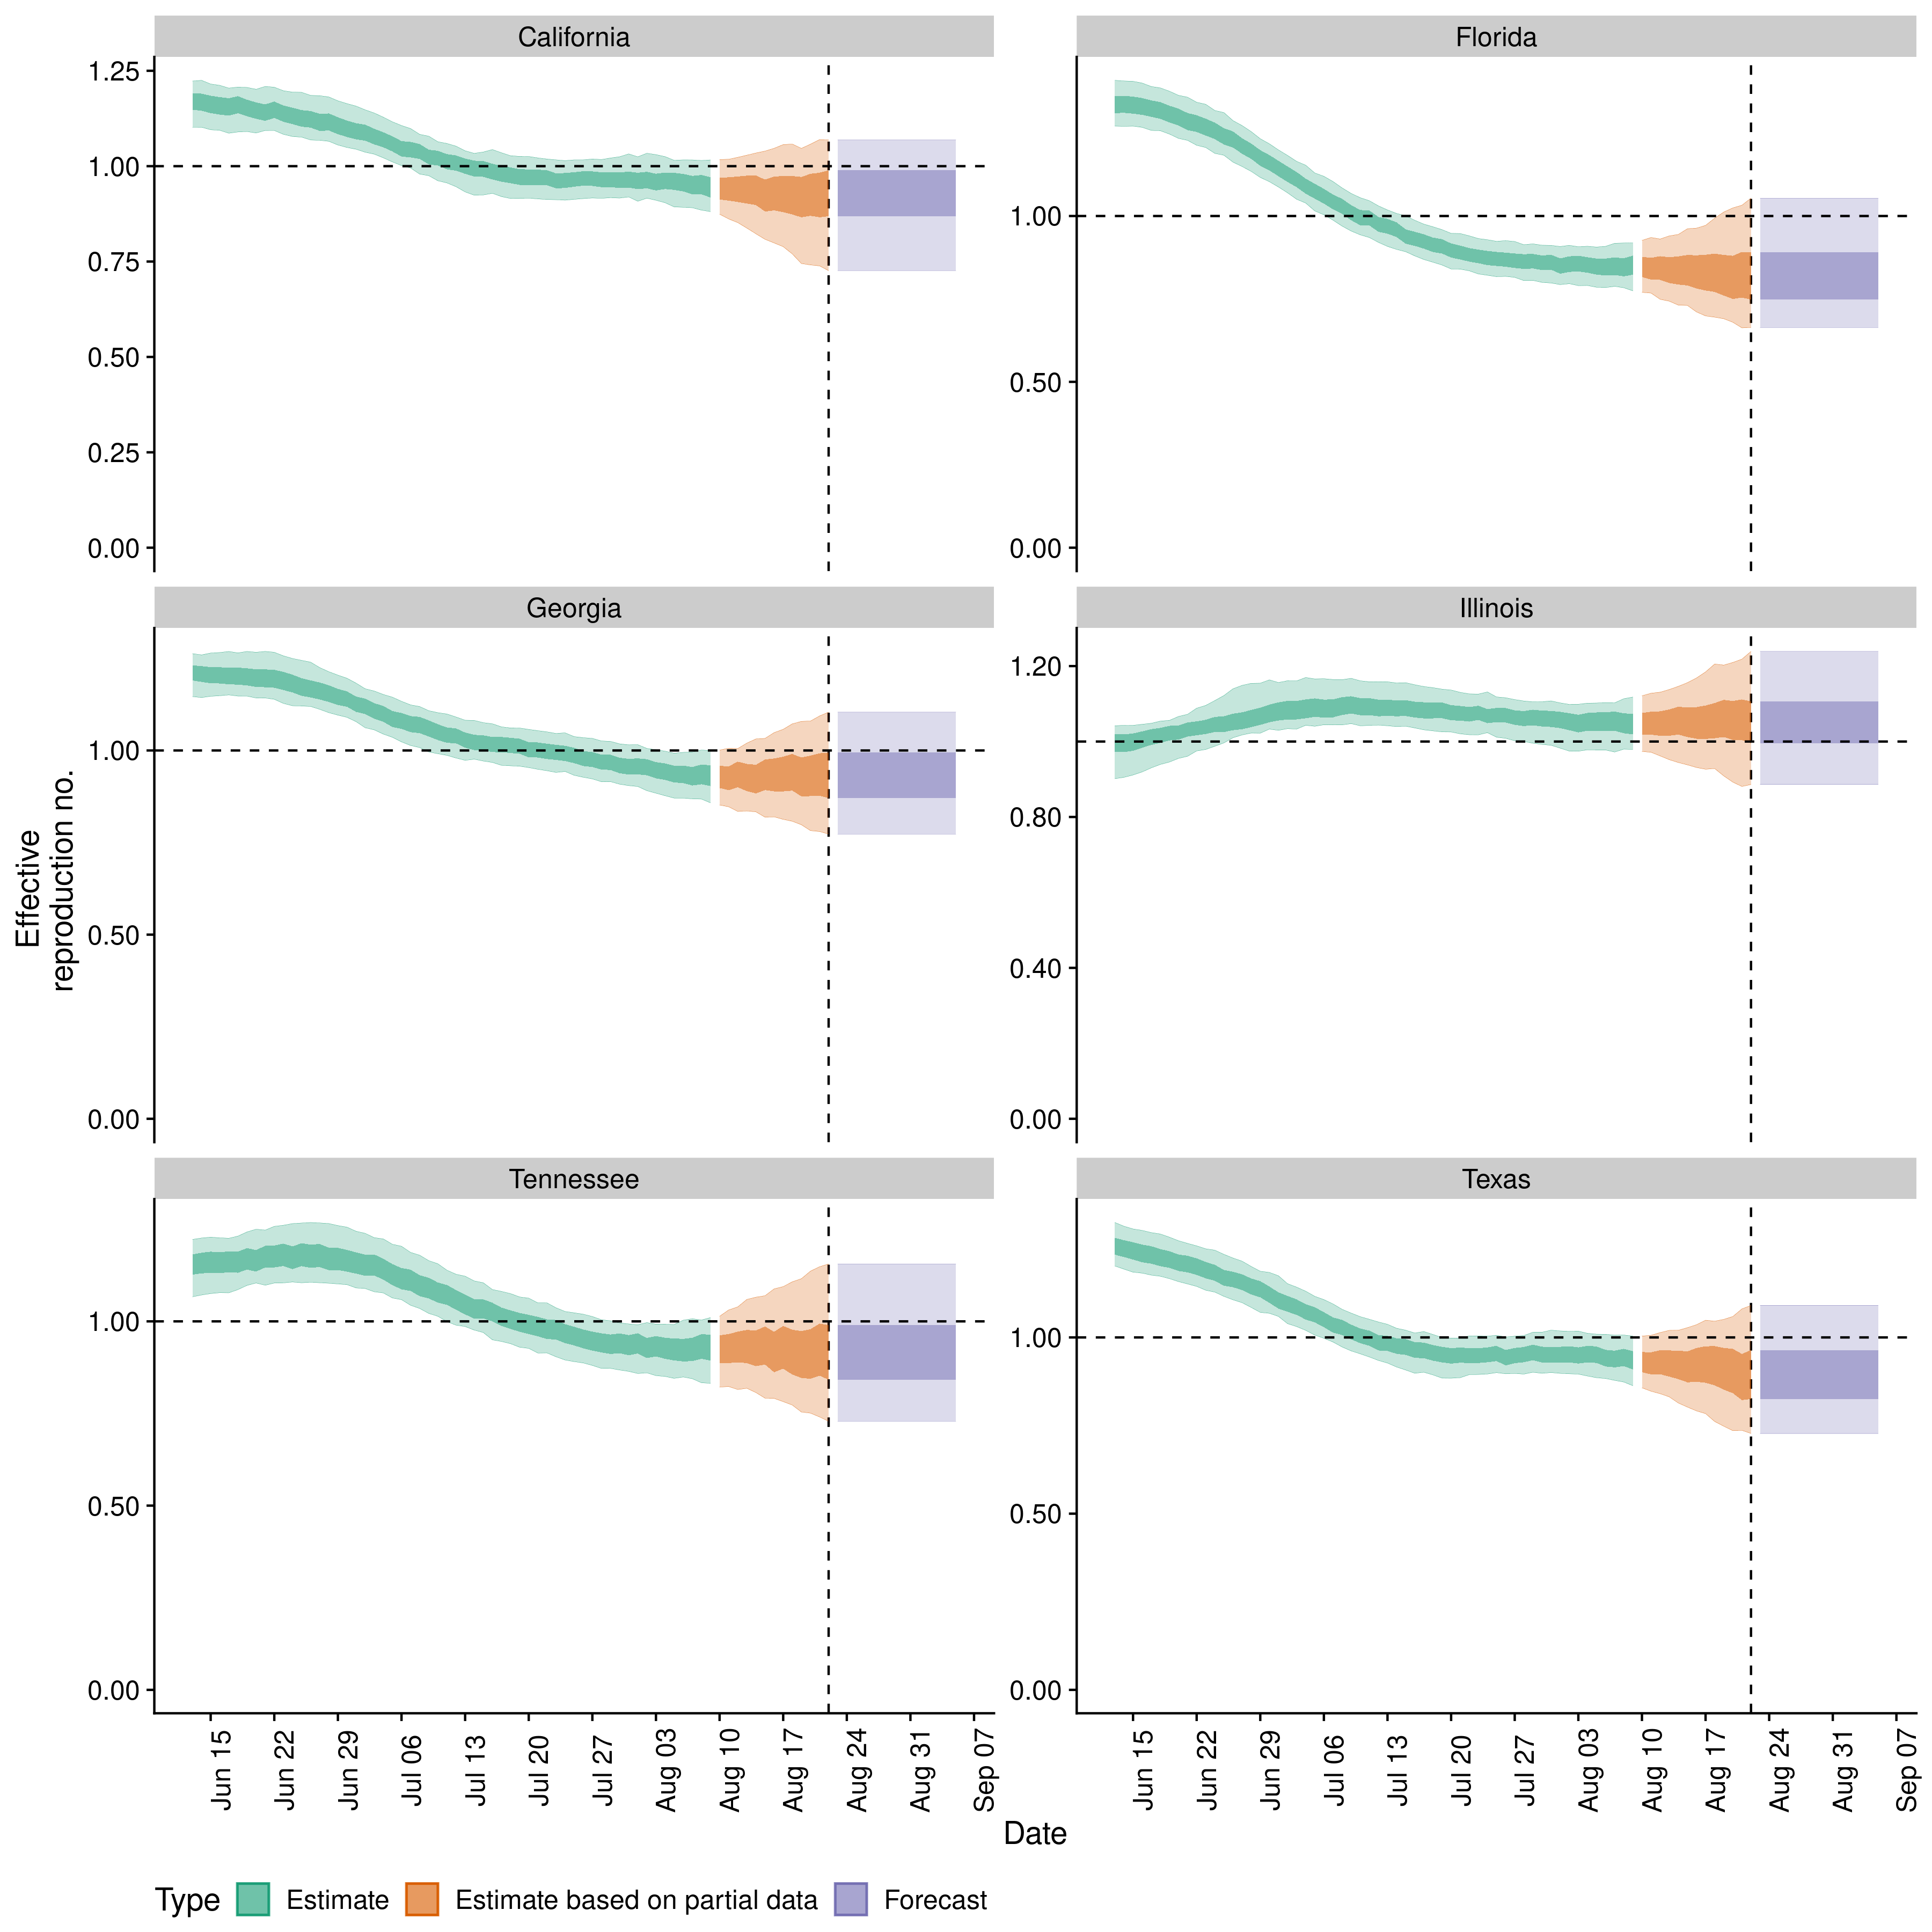 California
Florida
1.25
1.00
0.75
0.50
0.25
0.00
1.00
0.50
0.00
Georgia
Illinois
1.00
0.50
0.00
1.20
0.80
0.40
0.00
Tennessee
Texas
1.00
0.50
0.00
1.00
0.50
0.00
Effective
reproduction no.
Jun 15
Jun 22
Jun 29
Jul 06
Jul 13
Jul 20
Jul 27
Aug 03
Aug 10
Aug 17
Aug 24
Aug 31
Sep 07
Jun 15
Jun 22
Jun 29
Jul 06
Jul 13
Jul 20
Jul 27
Aug 03
Aug 10
Aug 17
Aug 24
Aug 31
Sep 07
Date
Type Estimate Estimate based on partial data Forecast